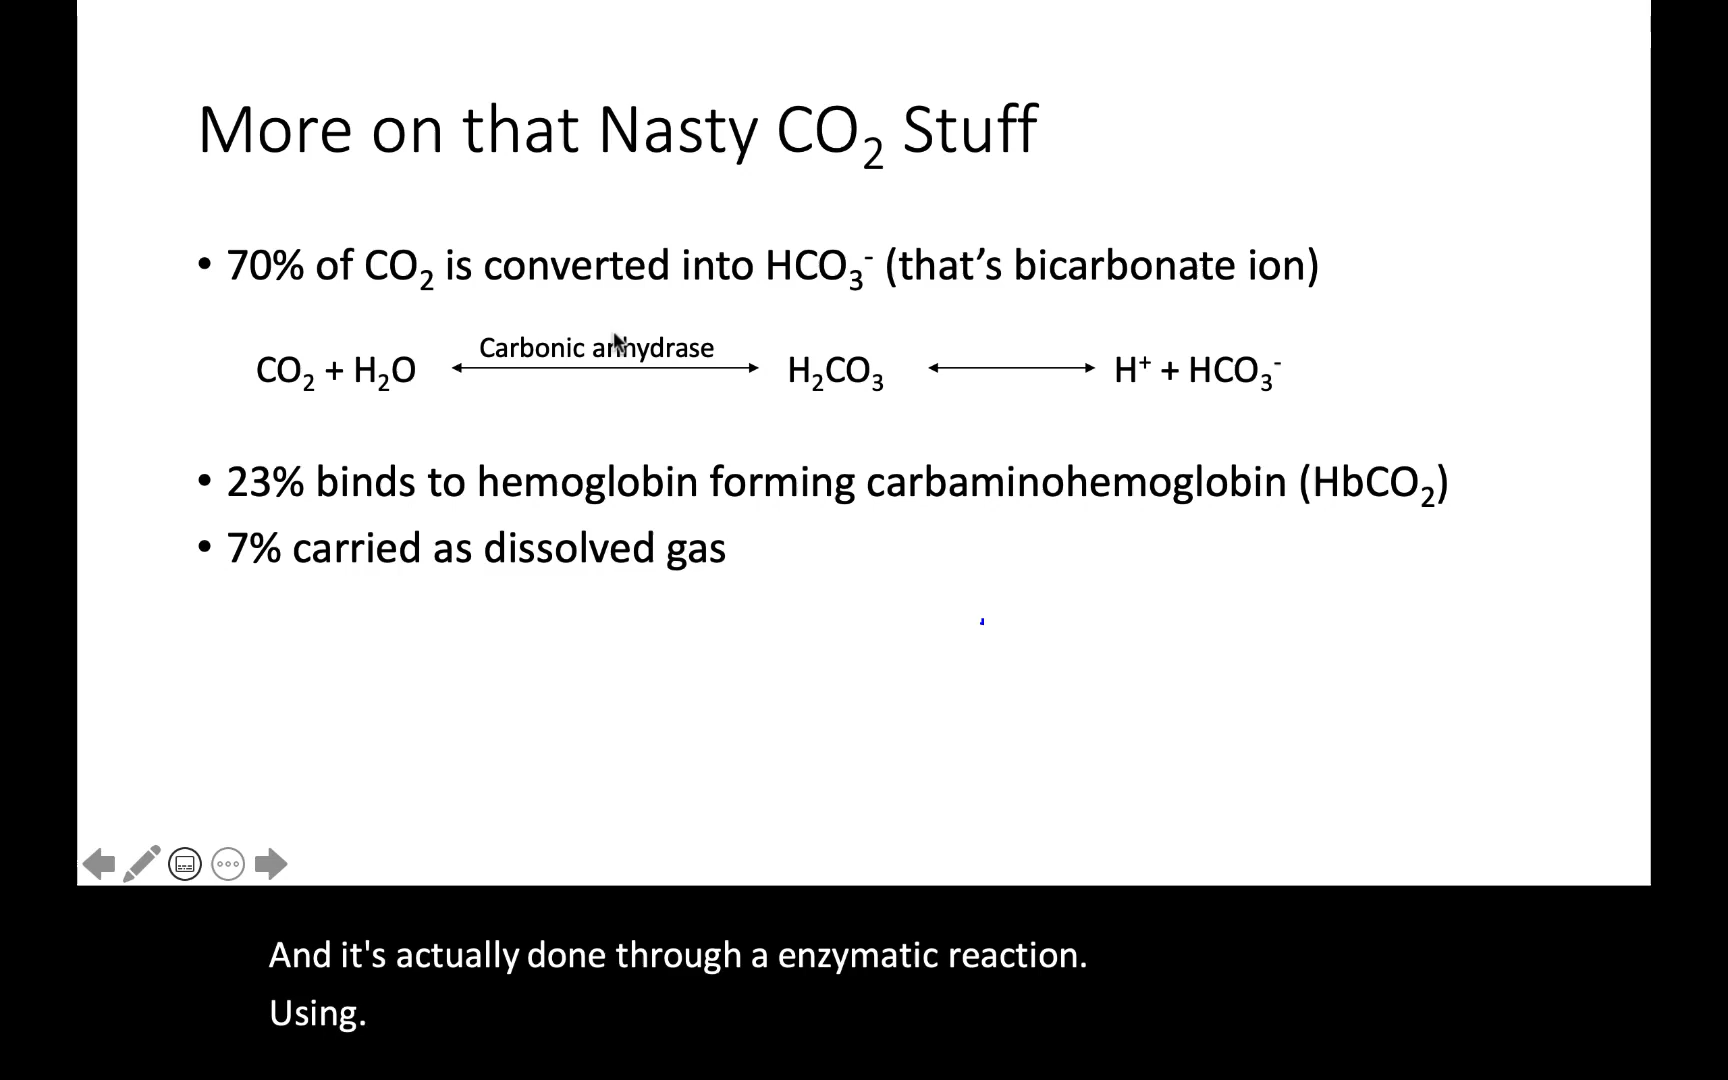 More on that Nasty CO₂ Stuff
• 70% of CO₂ is converted into HCO₃⁻ (that’s bicarbonate ion)
Carbonic anhydrase
CO₂ + H₂O ⟷ H₂CO₃ ⟷ H⁺ + HCO₃⁻
• 23% binds to hemoglobin forming carbaminohemoglobin (HbCO₂)
• 7% carried as dissolved gas
And it's actually done through a enzymatic reaction.
Using.